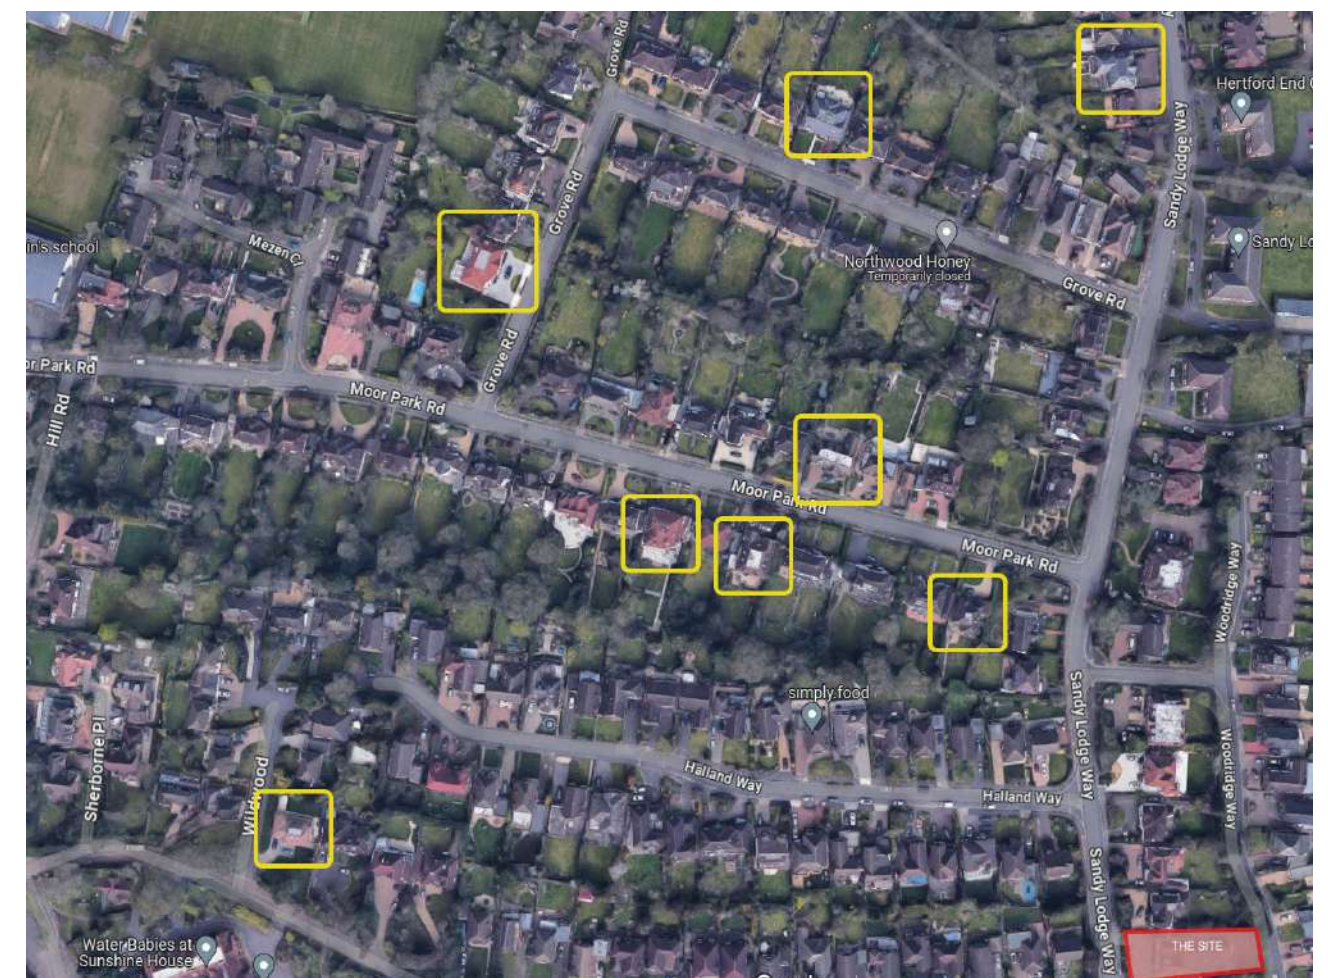 Grove Rd
Hertford End
Sandy Lodge Way
Grove Rd
in's school
Mezen Cl
Sandy Lo
Northwood Honey
Temporarily closed
Grove Rd
Grove Rd
or Park Rd
Moor Park Rd
Hill Rd
Moor Park Rd
Moor Park Rd
Woodridge Way
simply.food
Sandy Lodge Way
Sherborne Pl
Wildwood
Halland Way
Halland Way
Woodridge Way
Sandy Lodge Way
Water Babies at
Sunshine House
THE SITE